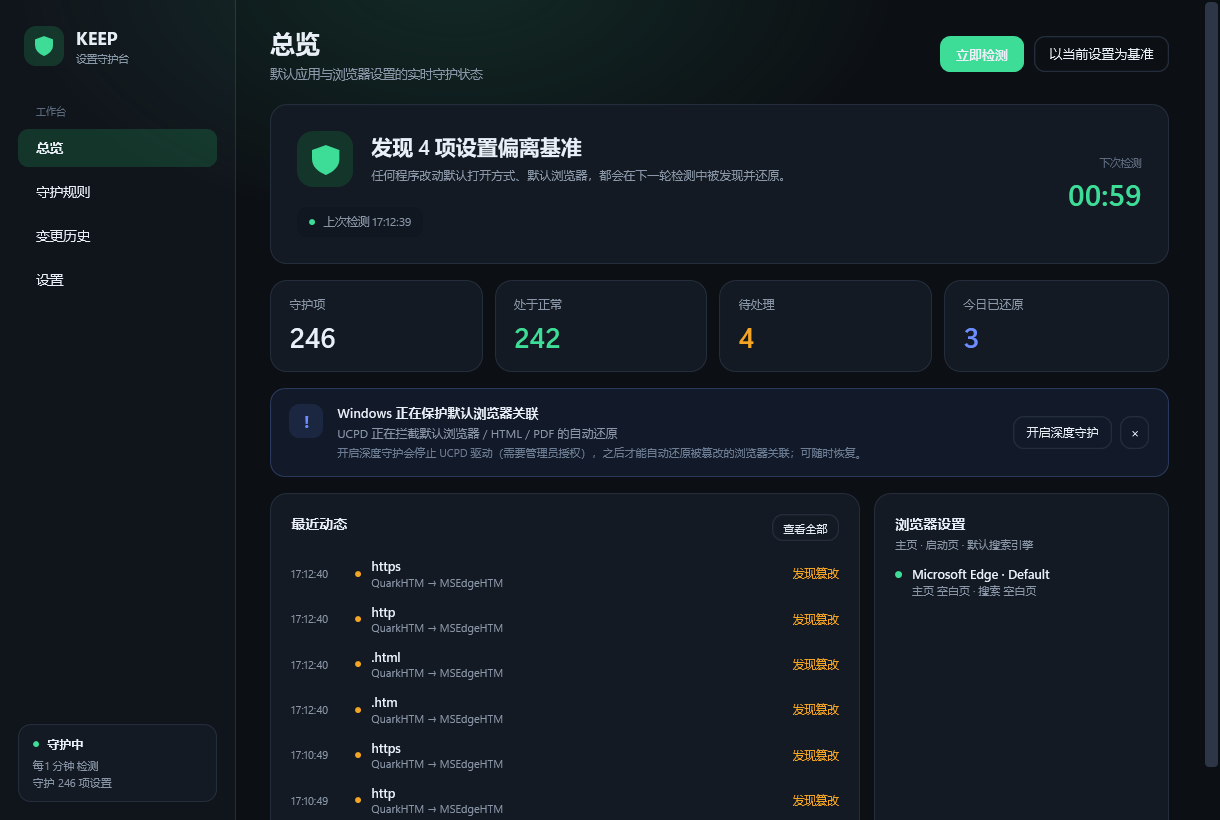 KEEP
设置守护台
工作台
总览
守护规则
变更历史
设置
守护中
每1 分钟 检测
守护 246 项设置
总览
默认应用与浏览器设置的实时守护状态
立即检测
以当前设置为基准
发现 4 项设置偏离基准
任何程序改动默认打开方式、默认浏览器，都会在下一轮检测中被发现并还原。
上次检测 17:12:39
下次检测
00:59
守护项
246
处于正常
242
待处理
4
今日已还原
3
!
Windows 正在保护默认浏览器关联
UCPD 正在拦截默认浏览器 / HTML / PDF 的自动还原
开启深度守护会停止 UCPD 驱动（需要管理员授权），之后才能自动还原被篡改的浏览器关联；可随时恢复。
开启深度守护
×
最近动态
查看全部
17:12:40
https
QuarkHTM → MSEdgeHTM
发现篡改
17:12:40
http
QuarkHTM → MSEdgeHTM
发现篡改
17:12:40
.html
QuarkHTM → MSEdgeHTM
发现篡改
17:12:40
.htm
QuarkHTM → MSEdgeHTM
发现篡改
17:10:49
https
QuarkHTM → MSEdgeHTM
发现篡改
17:10:49
http
QuarkHTM → MSEdgeHTM
发现篡改
浏览器设置
主页 · 启动页 · 默认搜索引擎
Microsoft Edge · Default
主页 空白页 · 搜索 空白页